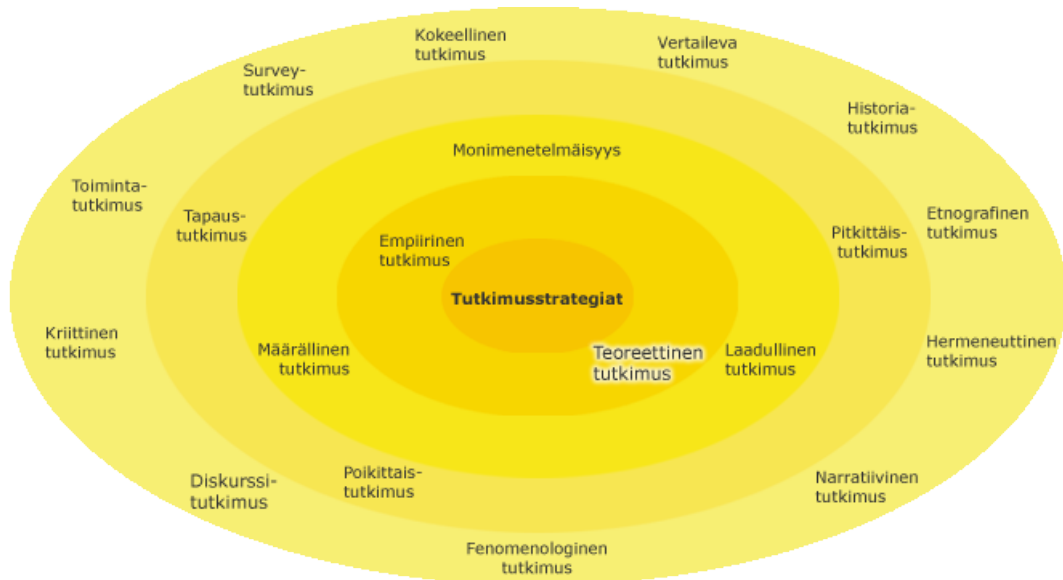 Kokeellinen
tutkimus
Vertaileva
tutkimus
Survey-
tutkimus
Historia-
tutkimus
Monimenetelmäisyys
Toiminta-
tutkimus
Tapaus-
tutkimus
Etnografinen
tutkimus
Pitkittäis-
tutkimus
Empiirinen
tutkimus
Tutkimusstrategiat
Kriittinen
tutkimus
Määrällinen
tutkimus
Teoreettinen
tutkimus
Laadullinen
tutkimus
Hermeneuttinen
tutkimus
Diskurssi-
tutkimus
Poikittais-
tutkimus
Narratiivinen
tutkimus
Fenomenologinen
tutkimus